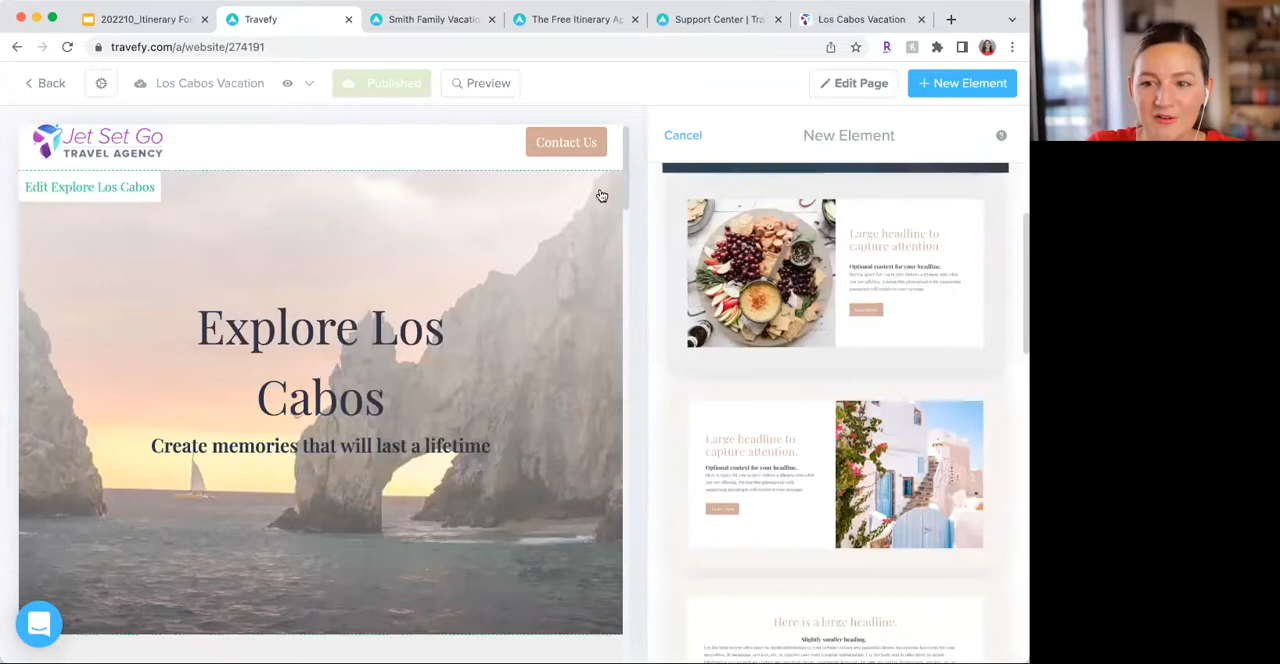 202210_Itinerary For
Travefy
Smith Family Vacatio
The Free Itinerary Ap
Support Center | Tra
Los Cabos Vacation
travefy.com/a/website/274191
R
Back
Los Cabos Vacation
Published
Preview
Edit Page
+ New Element
Jet Set Go
TRAVEL AGENCY
Contact Us
Cancel
New Element
?
Edit Explore Los Cabos
Explore Los
Cabos
Create memories that will last a lifetime
Large headline to
capture attention.
Optional context for your headline.
Large headline to
capture attention.
Optional context for your headline.
Here is a large headline.
Slightly smaller heading.